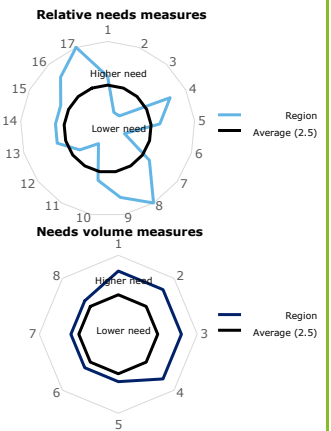 Relative needs measures
1
17
2
16
3
Higher need
15
4
Region
14
Lower need
5
Average (2.5)
13
6
12
7
11
8
10
9
Needs volume measures
1
8
Higher need
2
Region
7
Lower need
3
Average (2.5)
6
4
5